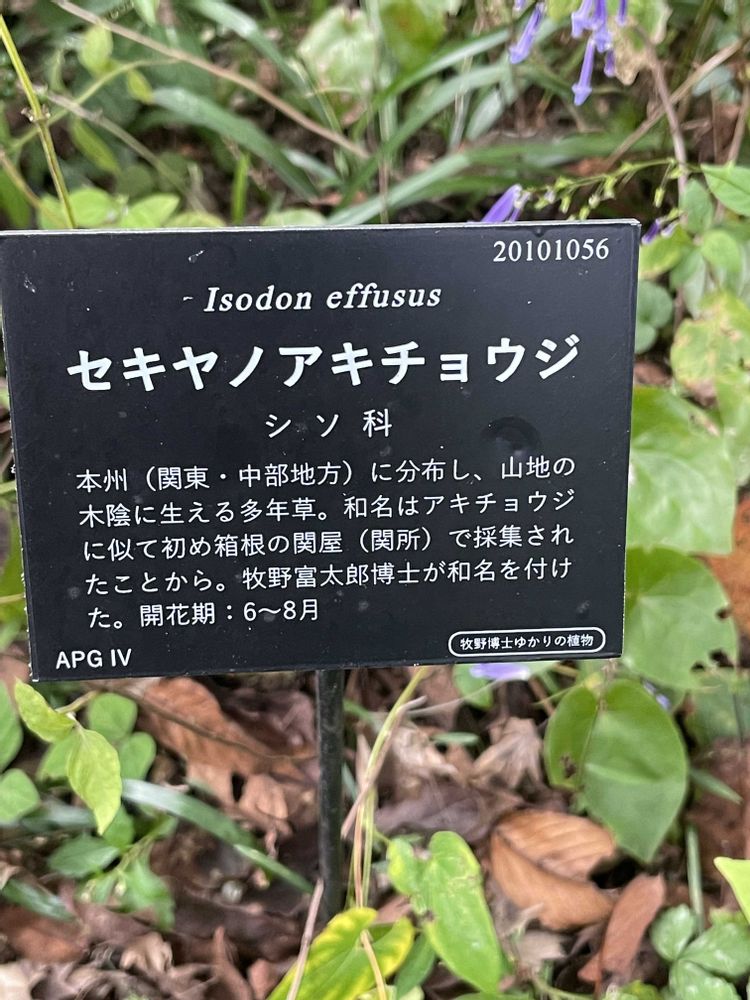 20101056
Isodon effusus
セキヤノアキチョウジ
シソ科
本州（関東・中部地方）に分布し、山地の
木陰に生える多年草。和名はアキチョウジ
に似て初め箱根の関屋（関所）で採集され
たことから。牧野富太郎博士が和名を付け
た。開花期：6～8月
牧野博士ゆかりの植物
APG IV